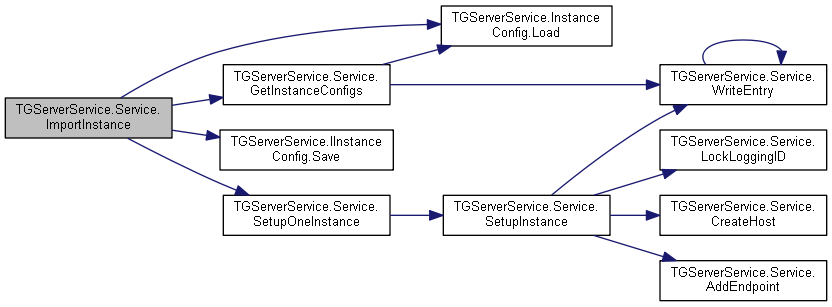 TGServerService.Service.
ImportInstance
TGServerService.Instance
Config.Load
TGServerService.Service.
GetInstanceConfigs
TGServerService.IInstance
Config.Save
TGServerService.Service.
SetupOneInstance
TGServerService.Service.
SetupInstance
TGServerService.Service.
WriteEntry
TGServerService.Service.
LockLoggingID
TGServerService.Service.
CreateHost
TGServerService.Service.
AddEndpoint